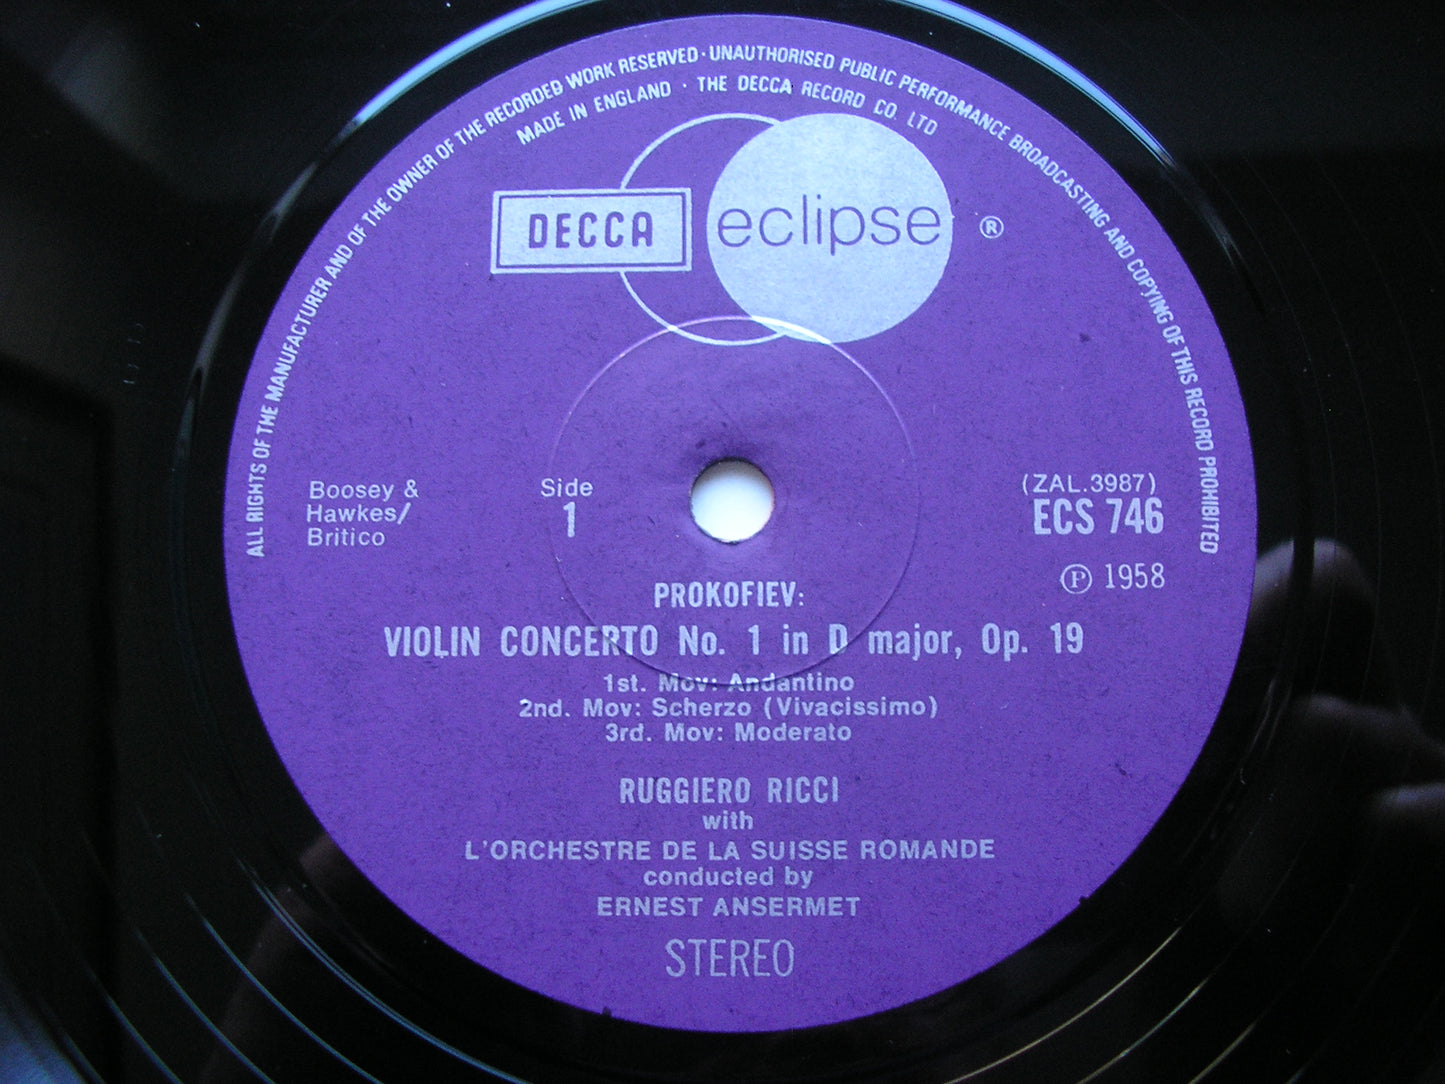 ALL RIGHTS OF THE MANUFACTURER AND OF THE OWNER OF THE RECORDED WORK RESERVED · UNAUTHORISED PUBLIC PERFORMANCE BROADCASTING AND COPYING OF THIS RECORD PROHIBITED
MADE IN ENGLAND · THE DECCA RECORD CO. LTD
DECCA eclipse ®
Boosey &
Hawkes/
Britico
Side
1
(ZAL.3987)
ECS 746
℗ 1958
PROKOFIEV:
VIOLIN CONCERTO No. 1 in D major, Op. 19
1st. Mov: Andantino
2nd. Mov: Scherzo (Vivacissimo)
3rd. Mov: Moderato
RUGGIERO RICCI
with
L'ORCHESTRE DE LA SUISSE ROMANDE
conducted by
ERNEST ANSERMET
STEREO